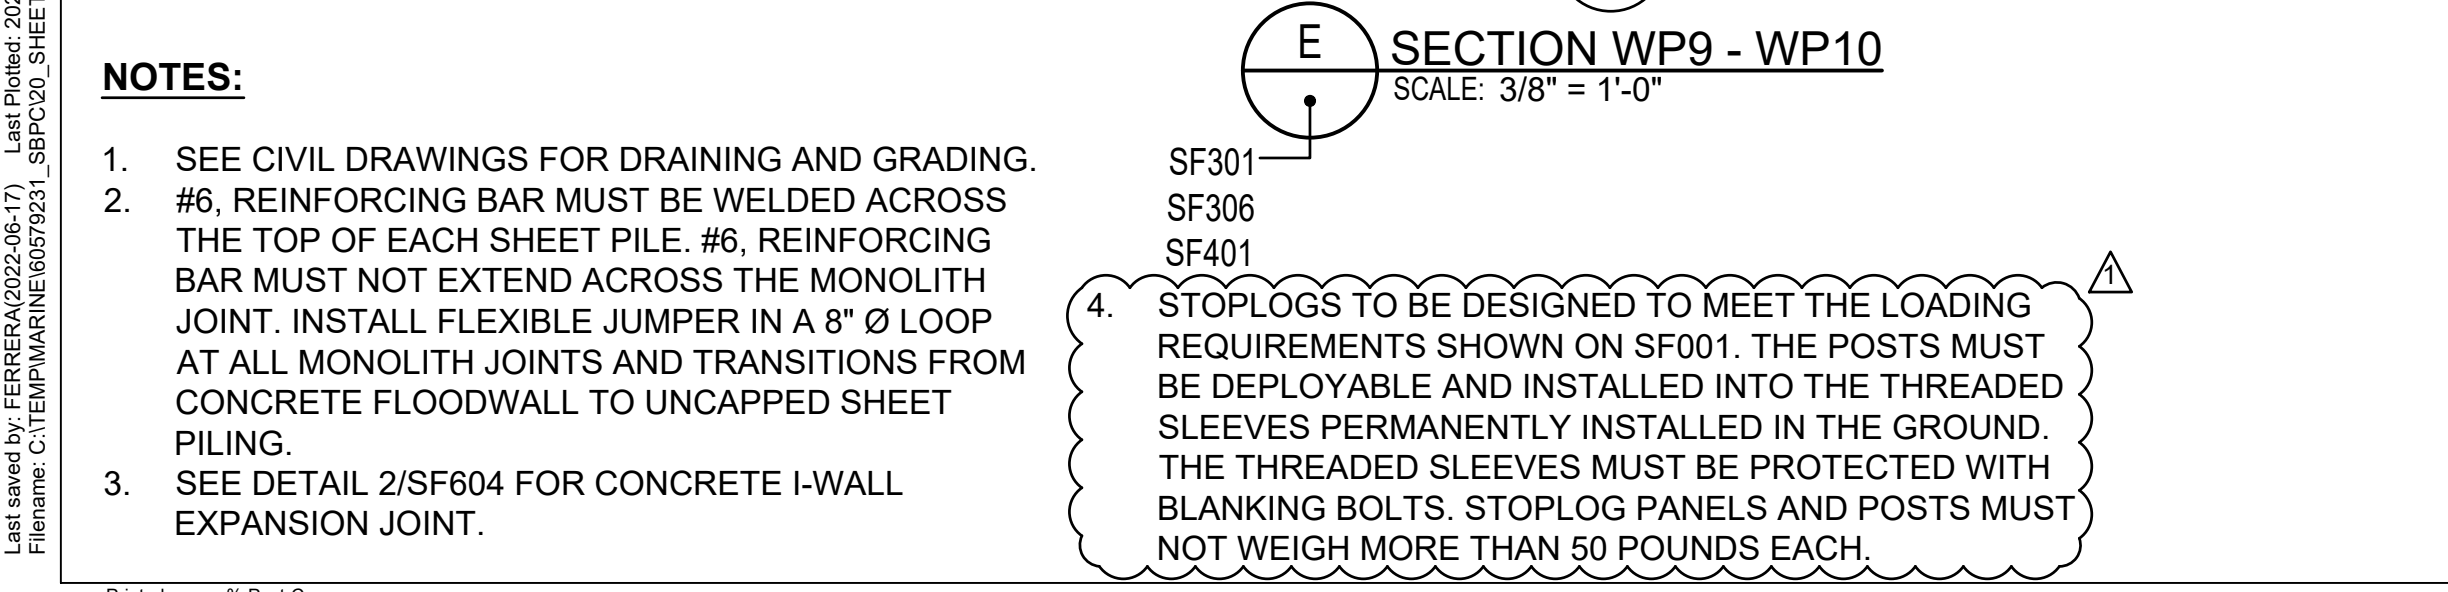 Last saved by: FERRERA(2022-06-17) Last Plotted: 202
Filename: C:\TEMP\MARINE\60579231_SBPC\20_SHEET
NOTES:
1. SEE CIVIL DRAWINGS FOR DRAINING AND GRADING.
2. #6, REINFORCING BAR MUST BE WELDED ACROSS
THE TOP OF EACH SHEET PILE. #6, REINFORCING
BAR MUST NOT EXTEND ACROSS THE MONOLITH
JOINT. INSTALL FLEXIBLE JUMPER IN A 8" Ø LOOP
AT ALL MONOLITH JOINTS AND TRANSITIONS FROM
CONCRETE FLOODWALL TO UNCAPPED SHEET
PILING.
3. SEE DETAIL 2/SF604 FOR CONCRETE I-WALL
EXPANSION JOINT.
E
SECTION WP9 - WP10
SCALE: 3/8" = 1'-0"
SF301
SF306
SF401
1
4. STOPLOGS TO BE DESIGNED TO MEET THE LOADING
REQUIREMENTS SHOWN ON SF001. THE POSTS MUST
BE DEPLOYABLE AND INSTALLED INTO THE THREADED
SLEEVES PERMANENTLY INSTALLED IN THE GROUND.
THE THREADED SLEEVES MUST BE PROTECTED WITH
BLANKING BOLTS. STOPLOG PANELS AND POSTS MUST
NOT WEIGH MORE THAN 50 POUNDS EACH.